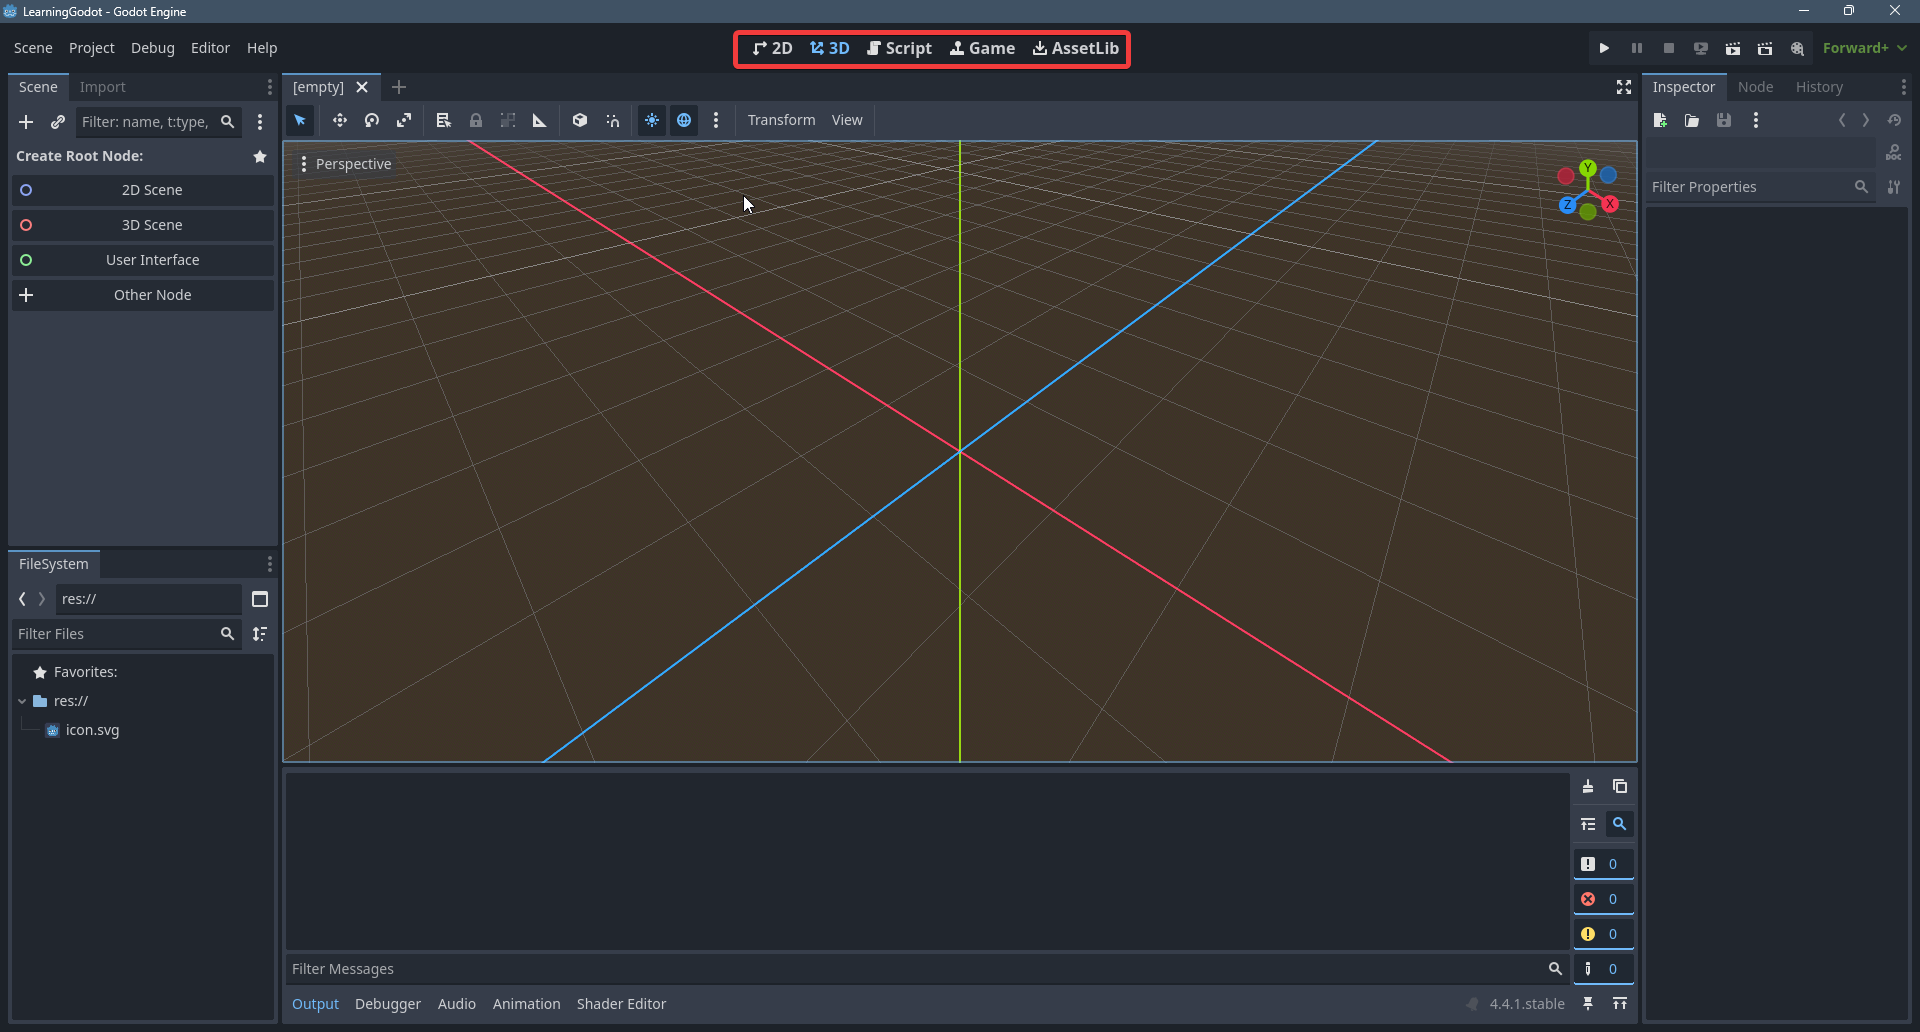 LearningGodot - Godot Engine
Scene Project Debug Editor Help
2D 3D Script Game AssetLib
Forward+
Scene Import
Filter: name, t:type,
Create Root Node:
2D Scene
3D Scene
User Interface
Other Node
FileSystem
res://
Filter Files
Favorites:
res://
icon.svg
[empty]
Transform View
Perspective
Y
Z
X
0
0
0
0
Filter Messages
Output Debugger Audio Animation Shader Editor
4.4.1.stable
Inspector Node History
DOC
Filter Properties